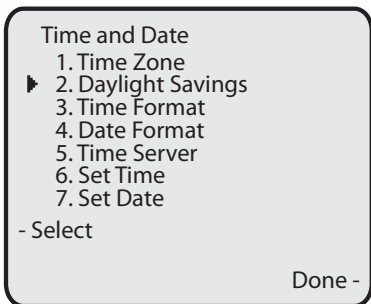 Time and Date
1. Time Zone
2. Daylight Savings
3. Time Format
4. Date Format
5. Time Server
6. Set Time
7. Set Date
- Select
Done -